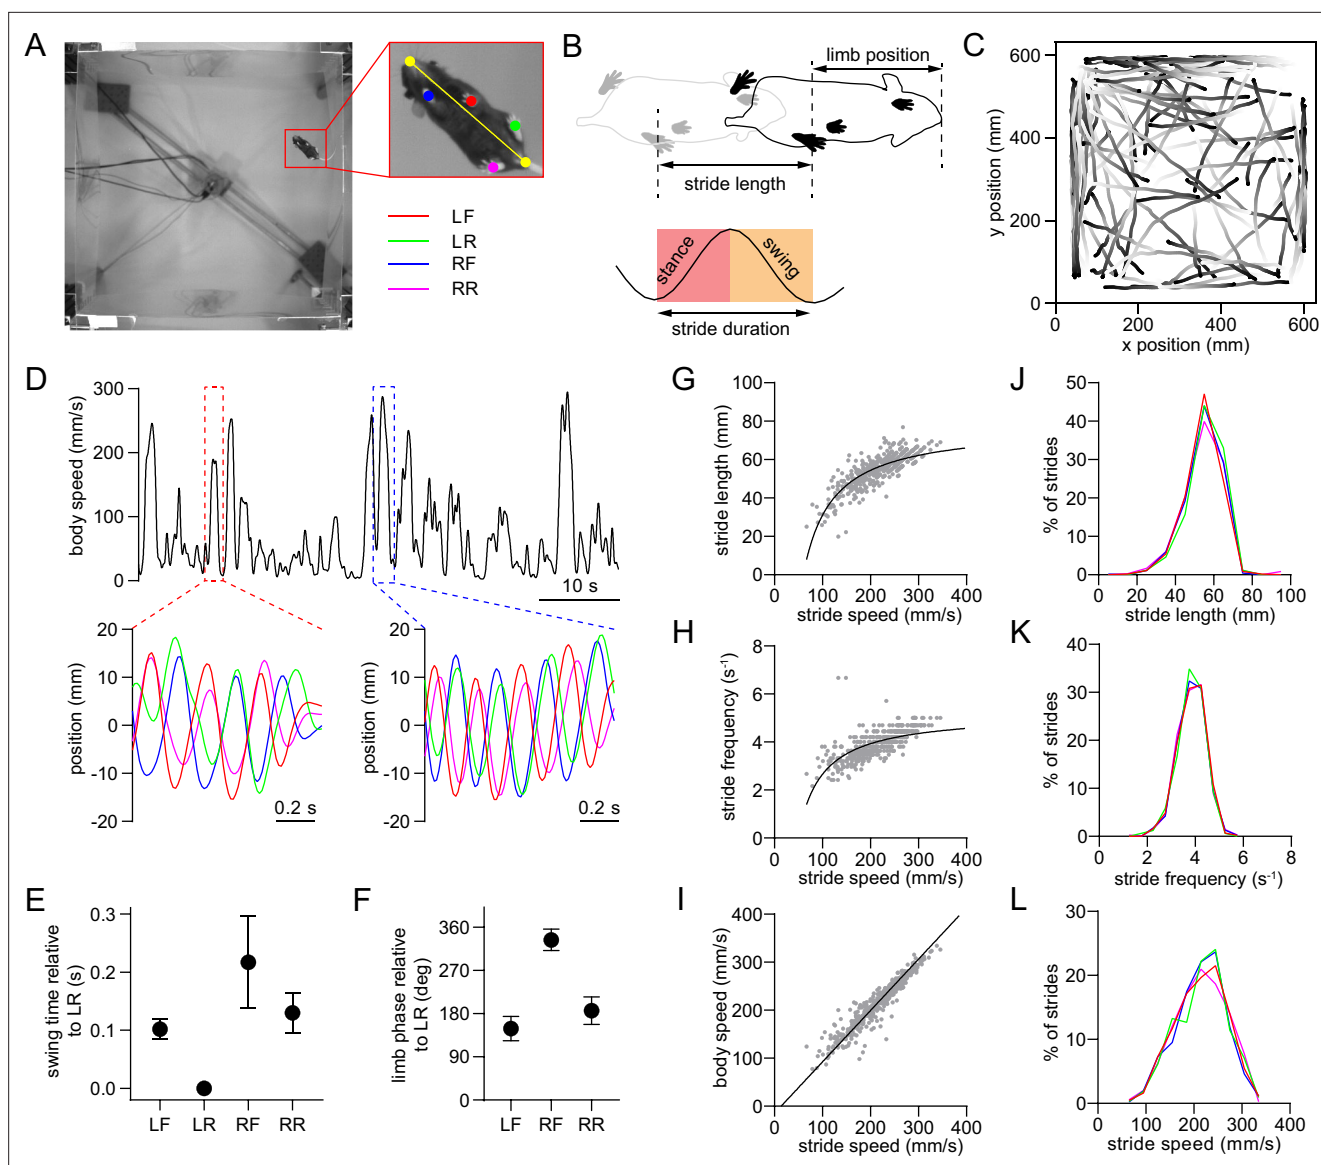 A
LF
LR
RF
RR
B
limb position
stride length
stance
swing
stride duration
C
y position (mm)
600
400
200
0
0
200
400
600
x position (mm)
D
body speed (mm/s)
300
200
100
0
10 s
position (mm)
20
10
0
-10
-20
0.2 s
position (mm)
20
10
0
-10
-20
0.2 s
E
swing time relative
to LR (s)
0.3
0.2
0.1
0.0
LF
LR
RF
RR
F
limb phase relative
to LR (deg)
360
270
180
90
0
LF
RF
RR
G
stride length (mm)
100
80
60
40
20
0
0
100
200
300
400
stride speed (mm/s)
H
stride frequency (s⁻¹)
8
6
4
2
0
0
100
200
300
400
stride speed (mm/s)
I
body speed (mm/s)
400
300
200
100
0
0
100
200
300
400
stride speed (mm/s)
J
% of strides
50
40
30
20
10
0
0
20
40
60
80
100
stride length (mm)
K
% of strides
40
30
20
10
0
0
2
4
6
8
stride frequency (s⁻¹)
L
% of strides
30
20
10
0
0
100
200
300
400
stride speed (mm/s)